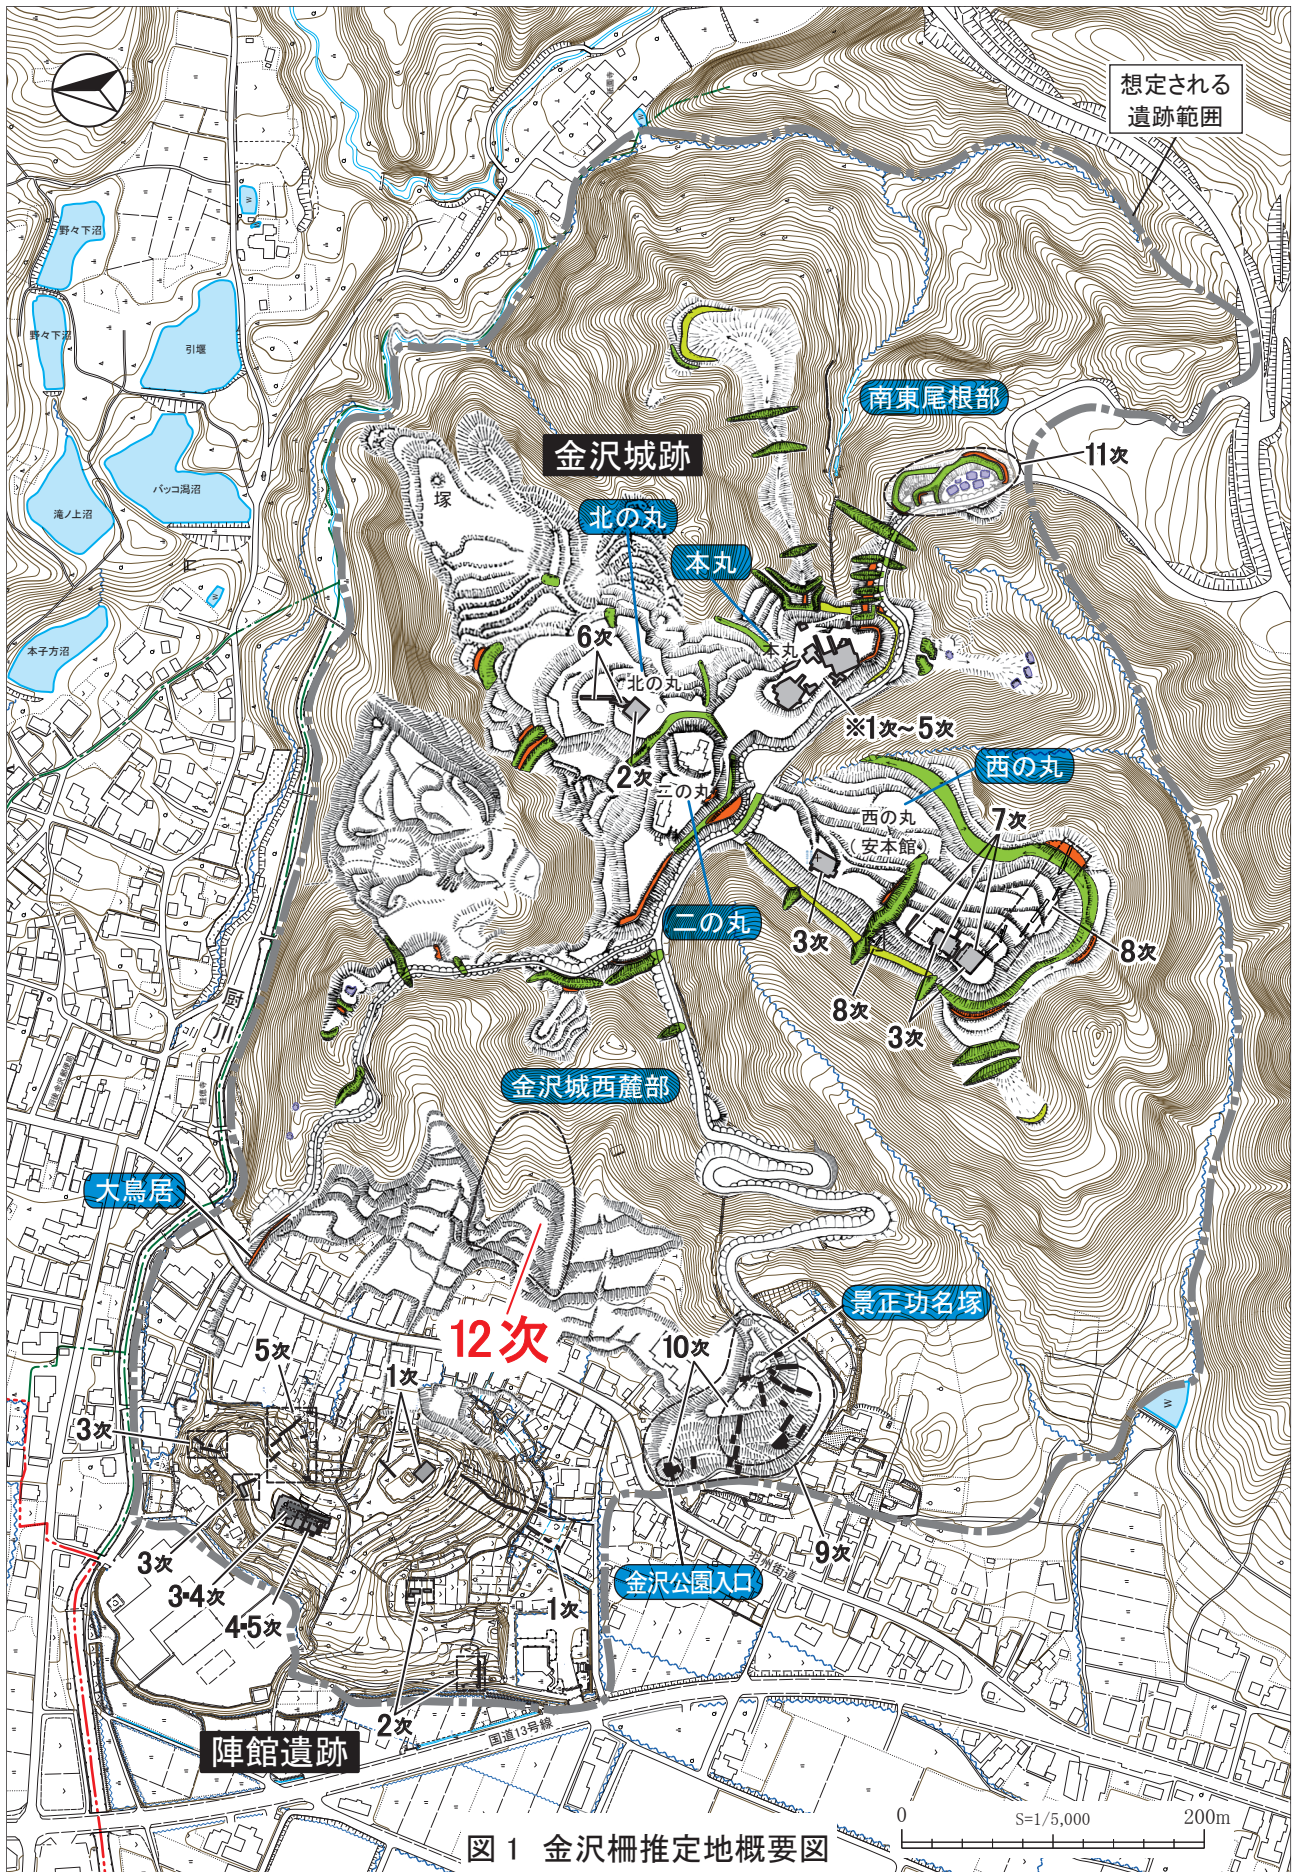 想定される
遺跡範囲
祇園寺
野々下沼
野々下沼
引堰
南東尾根部
11次
金沢城跡
塚
バッコ潟沼
滝ノ上沼
北の丸
本丸
6次
本丸
北の丸
本子方沼
※1次～5次
2次
二の丸
西の丸
西の丸
(安本館)
7次
二の丸
3次
8次
8次
3次
厨川
金沢城西麓部
大鳥居
12次
景正功名塚
10次
5次
1次
3次
3次
3・4次
4・5次
9次
羽州街道
金沢公園入口
1次
2次
国道13号線
陣館遺跡
0
S=1/5,000
200m
図1 金沢柵推定地概要図